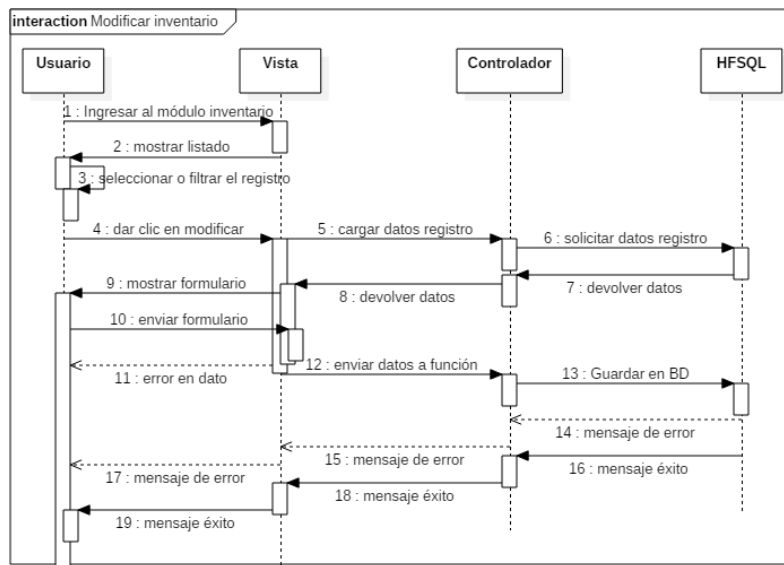 interaction Modificar inventario
Usuario
Vista
Controlador
HFSQL
1 : Ingresar al módulo inventario
2 : mostrar listado
3 : seleccionar o filtrar el registro
4 : dar clic en modificar
5 : cargar datos registro
6 : solicitar datos registro
7 : devolver datos
8 : devolver datos
9 : mostrar formulario
10 : enviar formulario
11 : error en dato
12 : enviar datos a función
13 : Guardar en BD
14 : mensaje de error
15 : mensaje de error
16 : mensaje éxito
17 : mensaje de error
18 : mensaje éxito
19 : mensaje éxito